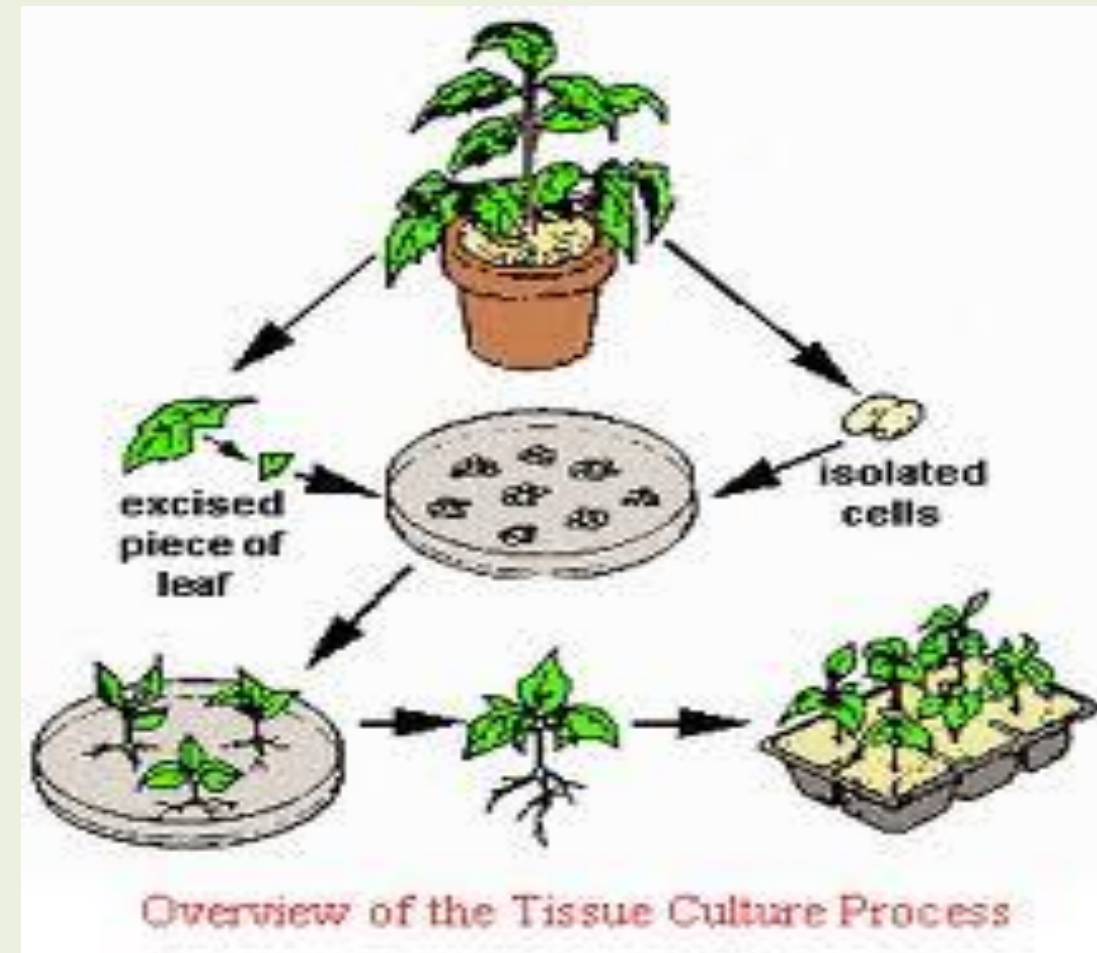 excised
piece of
leaf
isolated
cells
Overview of the Tissue Culture Process